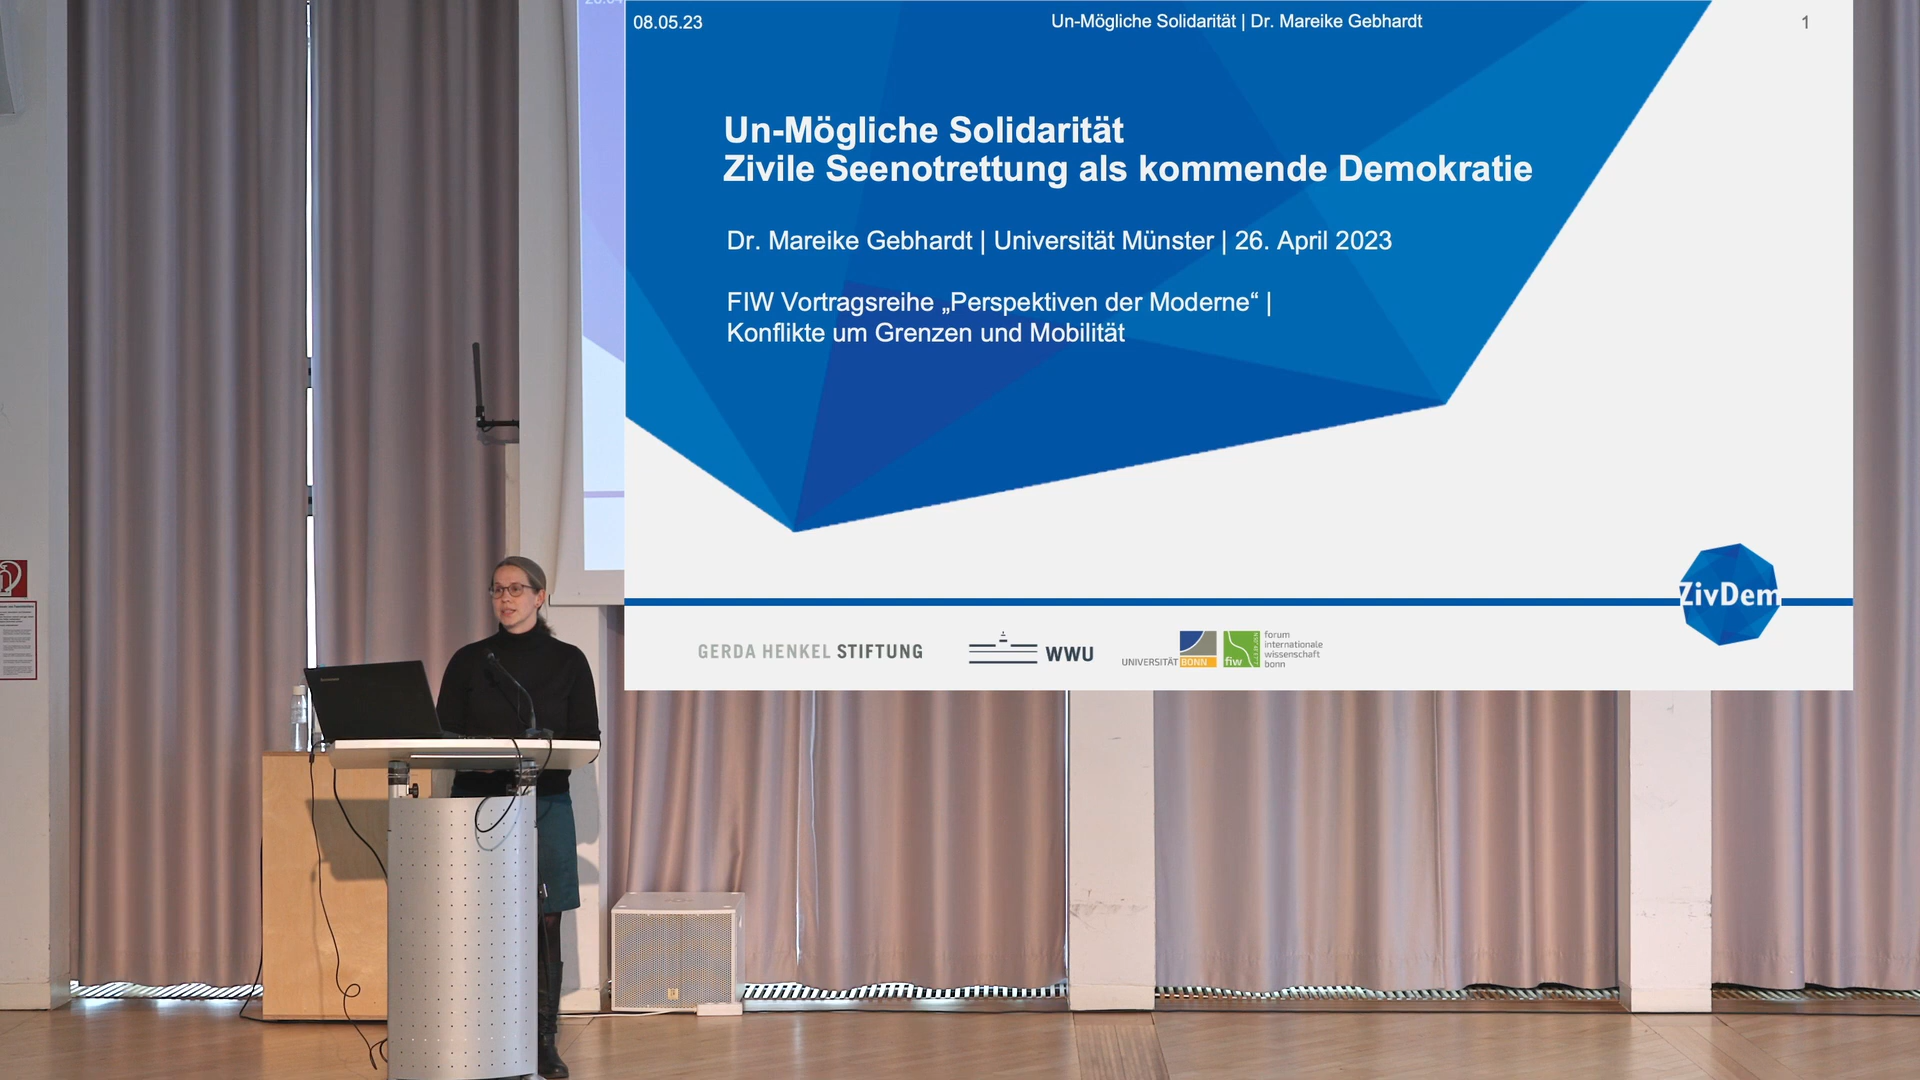 08.05.23
Un-Mögliche Solidarität | Dr. Mareike Gebhardt
1
Un-Mögliche Solidarität
Zivile Seenotrettung als kommende Demokratie
Dr. Mareike Gebhardt | Universität Münster | 26. April 2023
FIW Vortragsreihe „Perspektiven der Moderne“ |
Konflikte um Grenzen und Mobilität
ZivDem
GERDA HENKEL STIFTUNG
WWU
UNIVERSITÄT BONN
fiw
forum
internationale
wissenschaft
bonn